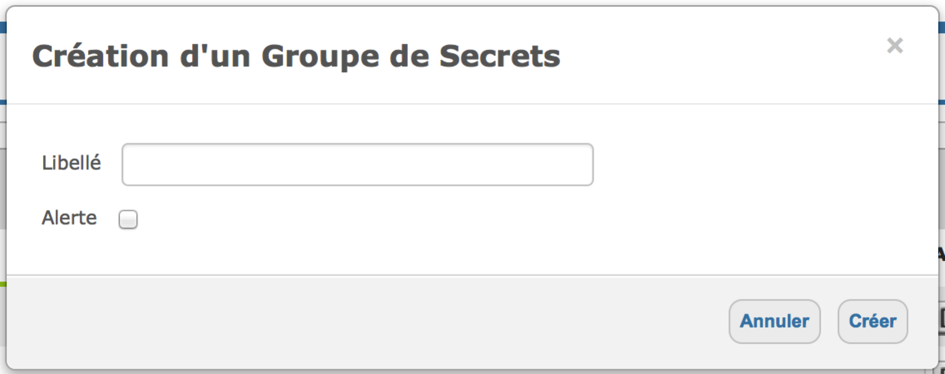 Création d'un Groupe de Secrets
×
Libellé
Alerte
Annuler Créer